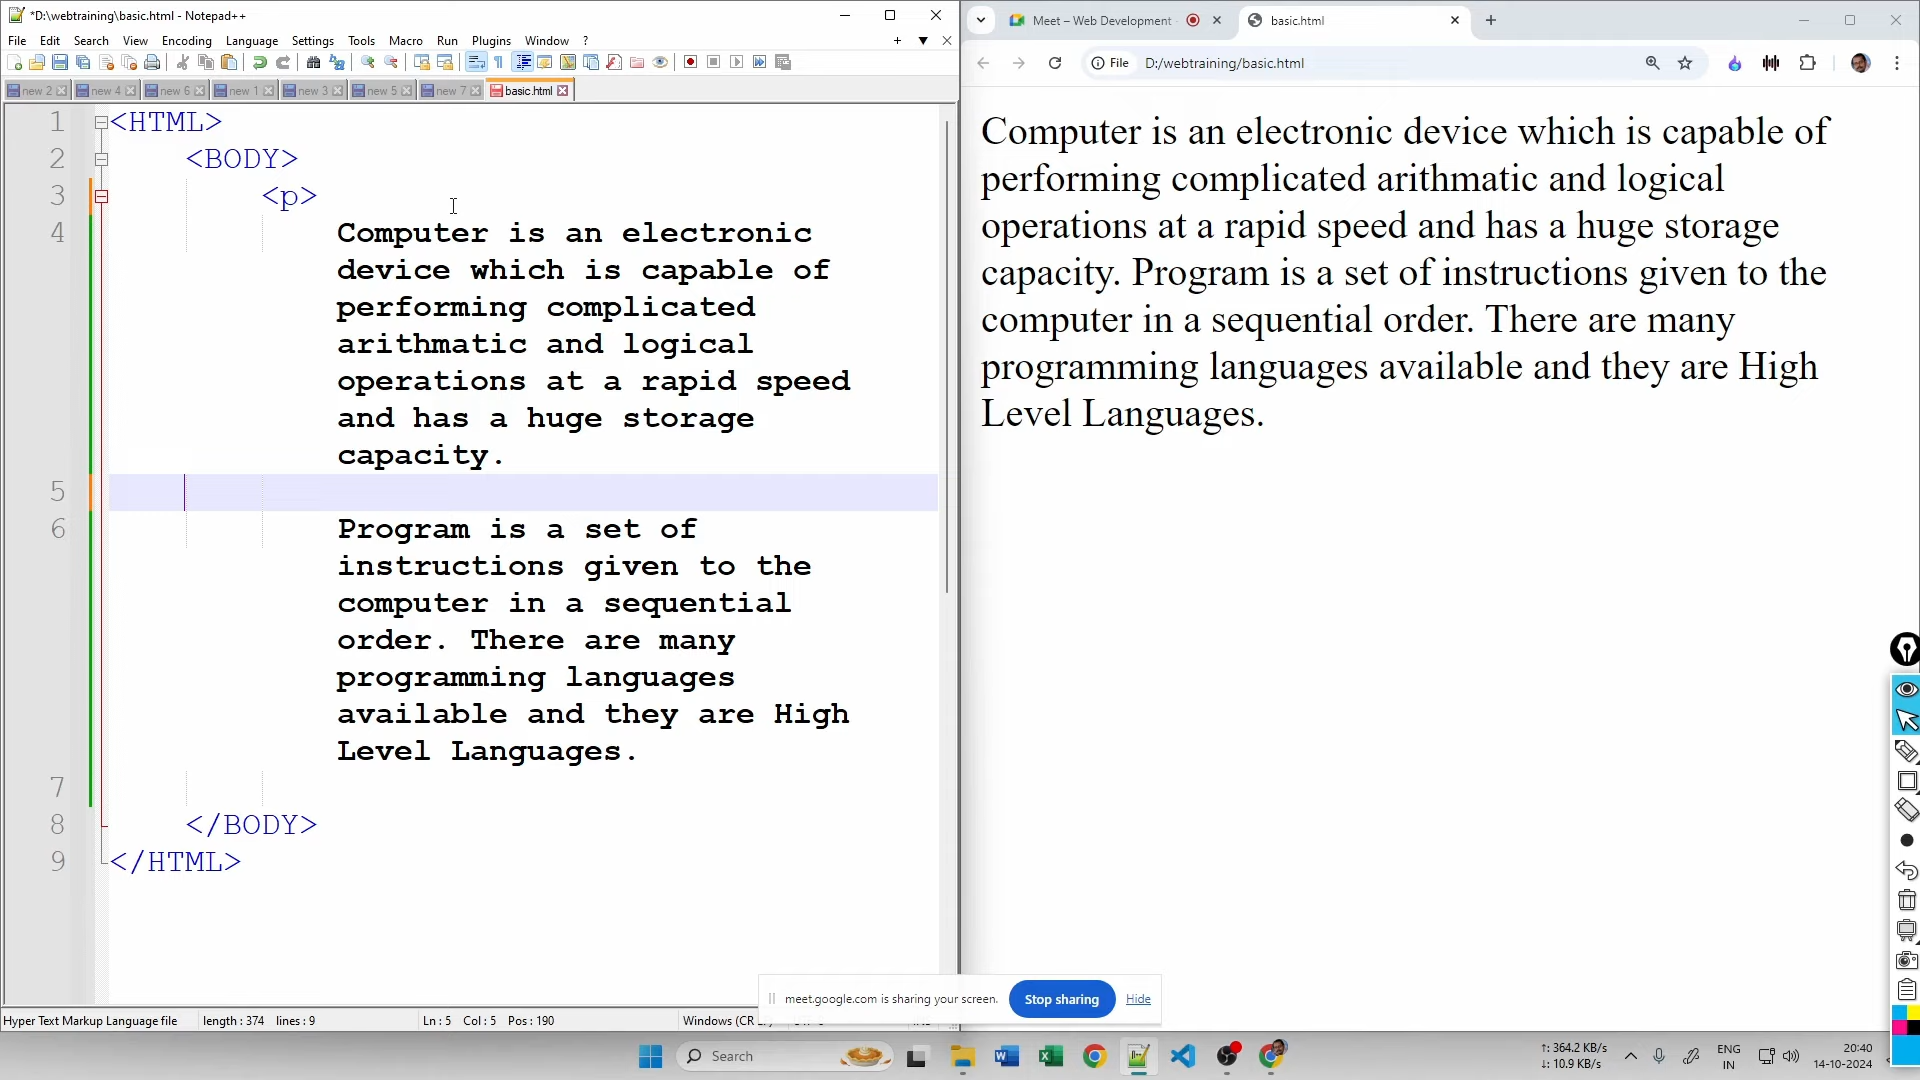 *D:\webtraining\basic.html - Notepad++
File Edit Search View Encoding Language Settings Tools Macro Run Plugins Window ?
new 2 new 4 new 6 new 1 new 3 new 5 new 7 basic.html
1 <HTML>
2 <BODY>
3 <p>
4 Computer is an electronic
device which is capable of
performing complicated
arithmatic and logical
operations at a rapid speed
and has a huge storage
capacity.
5
6 Program is a set of
instructions given to the
computer in a sequential
order. There are many
programming languages
available and they are High
Level Languages.
7
8 </BODY>
9 </HTML>
Hyper Text Markup Language file length : 374 lines : 9 Ln : 5 Col : 5 Pos : 190 Windows (CR
Meet – Web Development basic.html
File D:/webtraining/basic.html
Computer is an electronic device which is capable of
performing complicated arithmatic and logical
operations at a rapid speed and has a huge storage
capacity. Program is a set of instructions given to the
computer in a sequential order. There are many
programming languages available and they are High
Level Languages.
meet.google.com is sharing your screen. Stop sharing Hide
Search
↑: 364.2 KB/s
↓: 10.9 KB/s
ENG
IN
20:40
14-10-2024